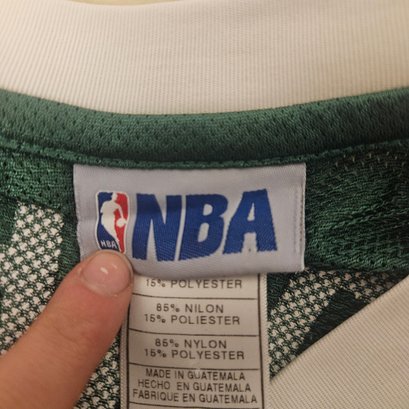 NBA
NBA
15% POLYESTER
85% NILON
15% POLIESTER
85% NYLON
15% POLYESTER
MADE IN GUATEMALA
HECHO EN GUATEMALA
FABRIQUE EN GUATEMALA